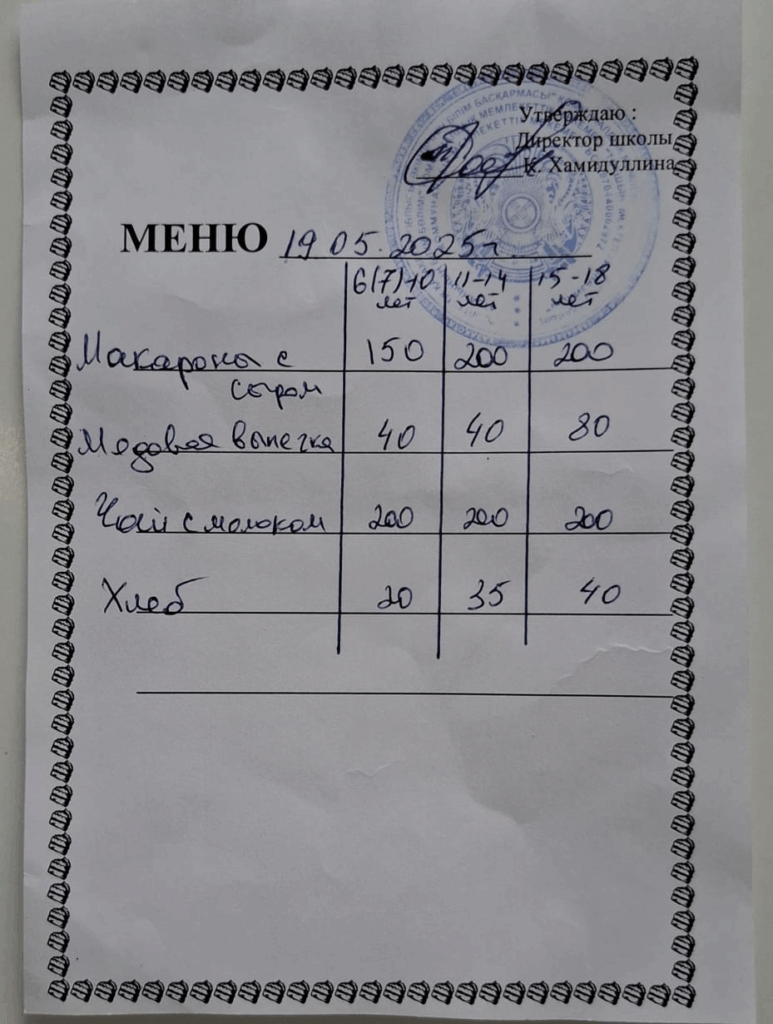 Утверждаю :
Директор школы
К. Хамидуллина
МЕНЮ 19 05. 2025г
6(7)-10 11-14 15-18
лет лет лет
Макароны с 150 200 200
сыром
Медовая выпечка 40 40 80
Чай с молоком 200 200 200
Хлеб 20 35 40